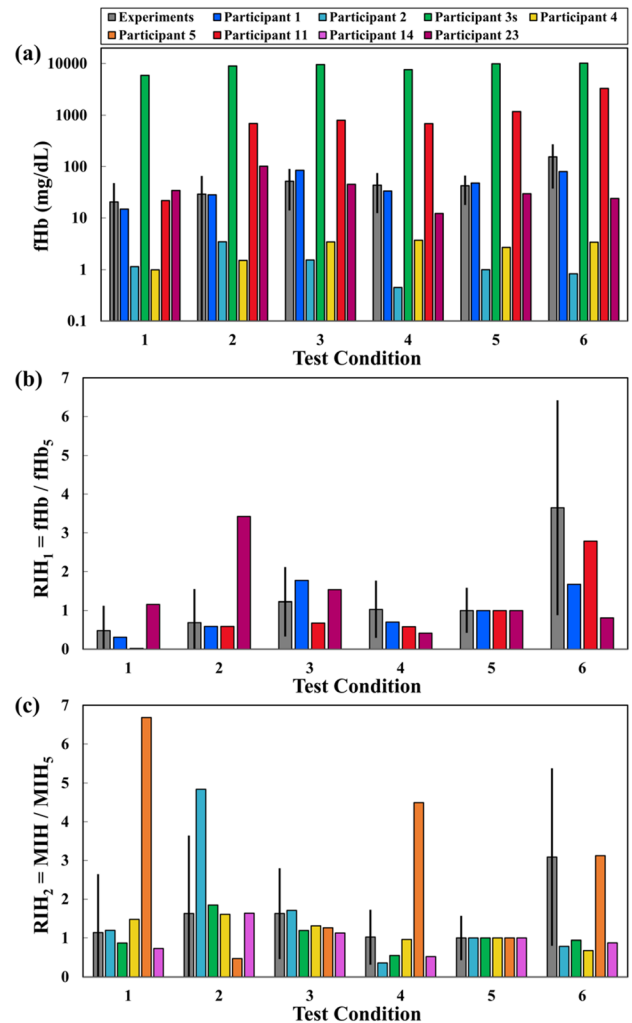 Experiments Participant 1 Participant 2 Participant 3s Participant 4
Participant 5 Participant 11 Participant 14 Participant 23
(a)
10000
1000
100
10
1
0.1
fHb (mg/dL)
1 2 3 4 5 6
Test Condition
(b)
7
6
5
4
3
2
1
0
RIH₁ = fHb / fHb₅
1 2 3 4 5 6
Test Condition
(c)
7
6
5
4
3
2
1
0
RIH₂ = MIH / MIH₅
1 2 3 4 5 6
Test Condition